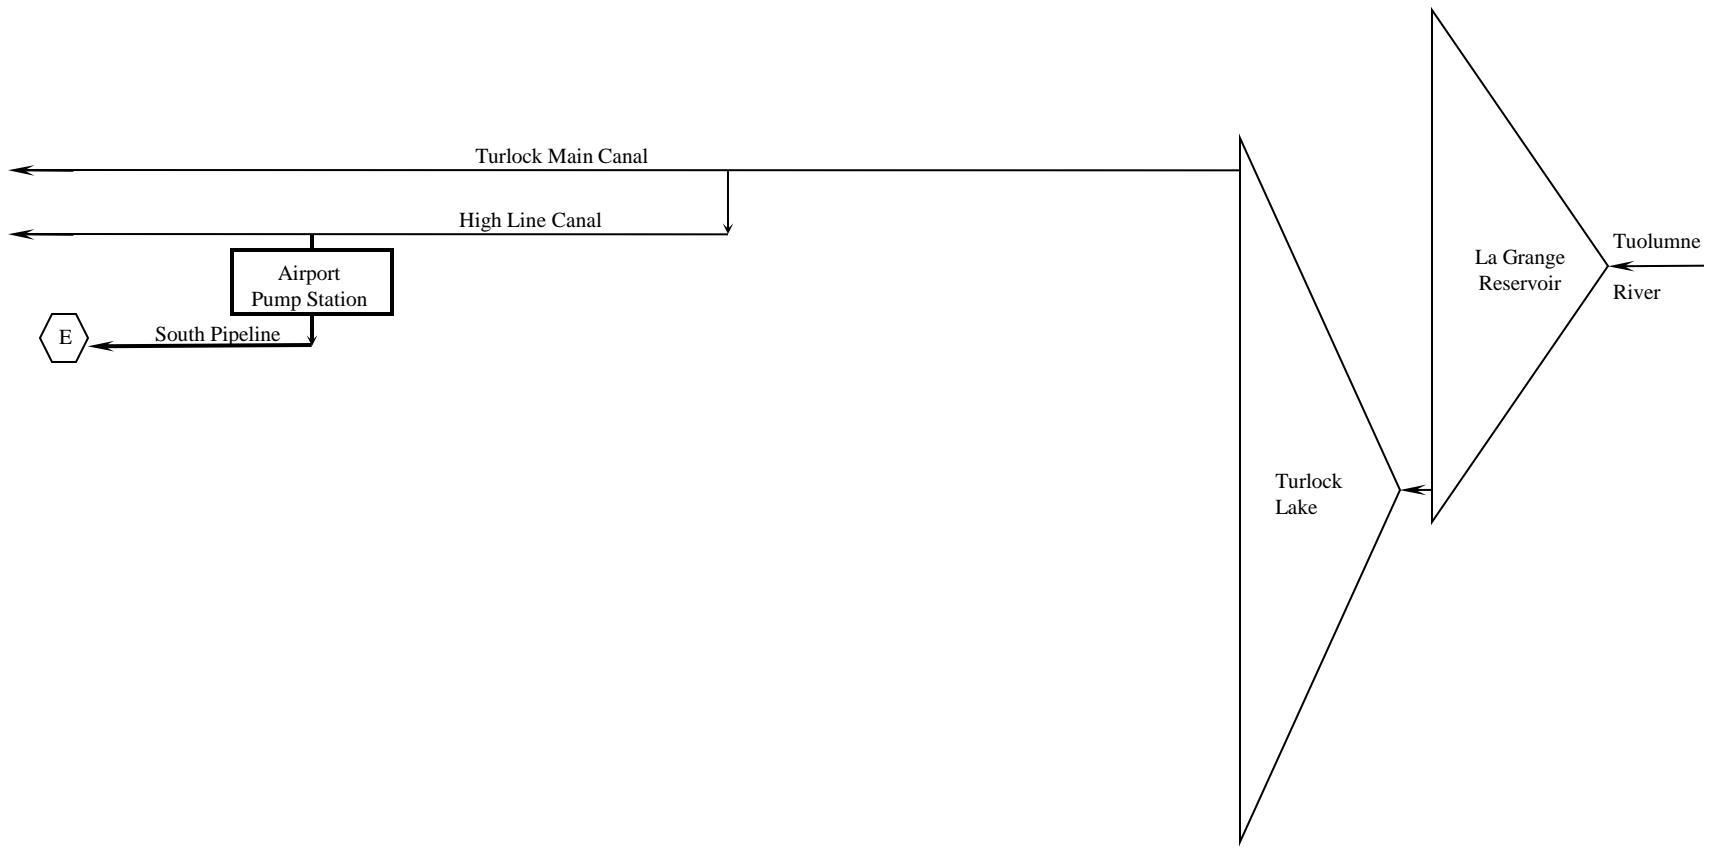 Turlock Main Canal
High Line Canal
Airport
Pump Station
South Pipeline
E
Turlock
Lake
La Grange
Reservoir
Tuolumne
River